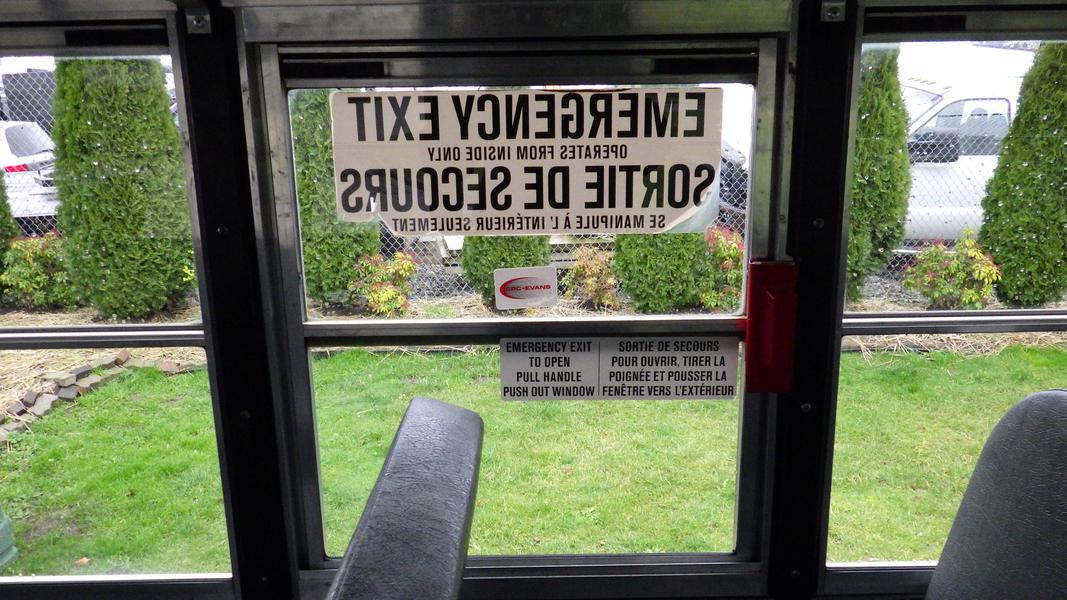 EMERGENCY EXIT
OPERATES FROM INSIDE ONLY
SORTIE DE SECOURS
SE MANIPULE À L'INTÉRIEUR SEULEMENT
CRC-EVANS
EMERGENCY EXIT
TO OPEN
PULL HANDLE
PUSH OUT WINDOW
SORTIE DE SECOURS
POUR OUVRIR, TIRER LA
POIGNÉE ET POUSSER LA
FENÊTRE VERS L'EXTÉRIEUR